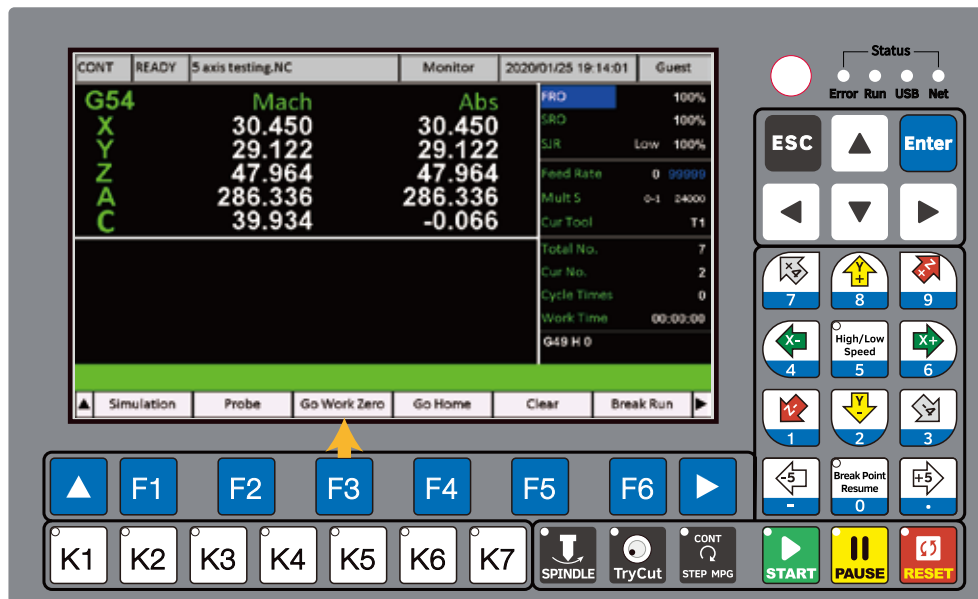 CONT READY 5 axis testing.NC Monitor 2020/01/25 19:14:01 Guest
G54 Mach Abs
X 30.450 30.450
Y 29.122 29.122
Z 47.964 47.964
A 286.336 286.336
C 39.934 -0.066
FRO 100%
SRO 100%
SJR Low 100%
Feed Rate 0 99999
Mult S 0-1 24000
Cur Tool T1
Total No. 7
Cur No. 2
Cycle Times 0
Work Time 00:00:00
G49 H 0
Simulation Probe Go Work Zero Go Home Clear Break Run
F1 F2 F3 F4 F5 F6
K1 K2 K3 K4 K5 K6 K7
SPINDLE TryCut CONT
STEP MPG
Status
Error Run USB Net
ESC Enter
+4 Y+ +Z
7 8 9
X- High/Low Speed X+
4 5 6
Z- Y- -4
1 2 3
-5 Break Point Resume +5
- 0 .
START PAUSE RESET